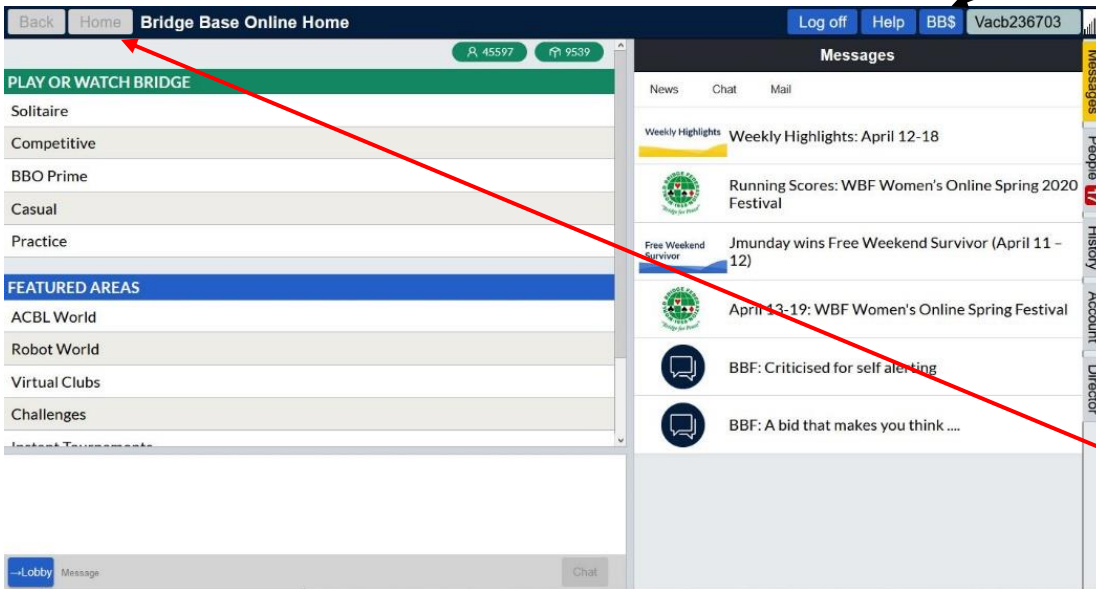 Back Home Bridge Base Online Home Log off Help BB$ Vacb236703
45597 9539
PLAY OR WATCH BRIDGE
Solitaire
Competitive
BBO Prime
Casual
Practice
FEATURED AREAS
ACBL World
Robot World
Virtual Clubs
Challenges
Instant Tournaments
→Lobby Message Chat
Messages
News Chat Mail
Weekly Highlights Weekly Highlights: April 12-18
Running Scores: WBF Women's Online Spring 2020
Festival
Free Weekend
Survivor
Jmunday wins Free Weekend Survivor (April 11 –
12)
April 13-19: WBF Women's Online Spring Festival
BBF: Criticised for self alerting
BBF: A bid that makes you think ....
Messages
People 17
History
Account
Director